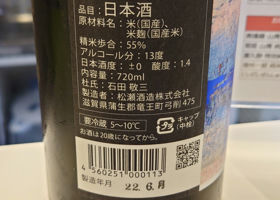 品目:日本酒
原材料名:米(国産)、
米麹(国産米)
精米歩合:55%
アルコール分:13度
日本酒度:±0 酸度:1.4
内容量:720ml
杜氏:石田 敬三
製造者:松瀬酒造株式会社
滋賀県蒲生郡竜王町弓削475
要冷蔵 5～10℃
お酒は20歳になってから。
キャップ
(中栓)
4560251000113
製造年月
22.6.月